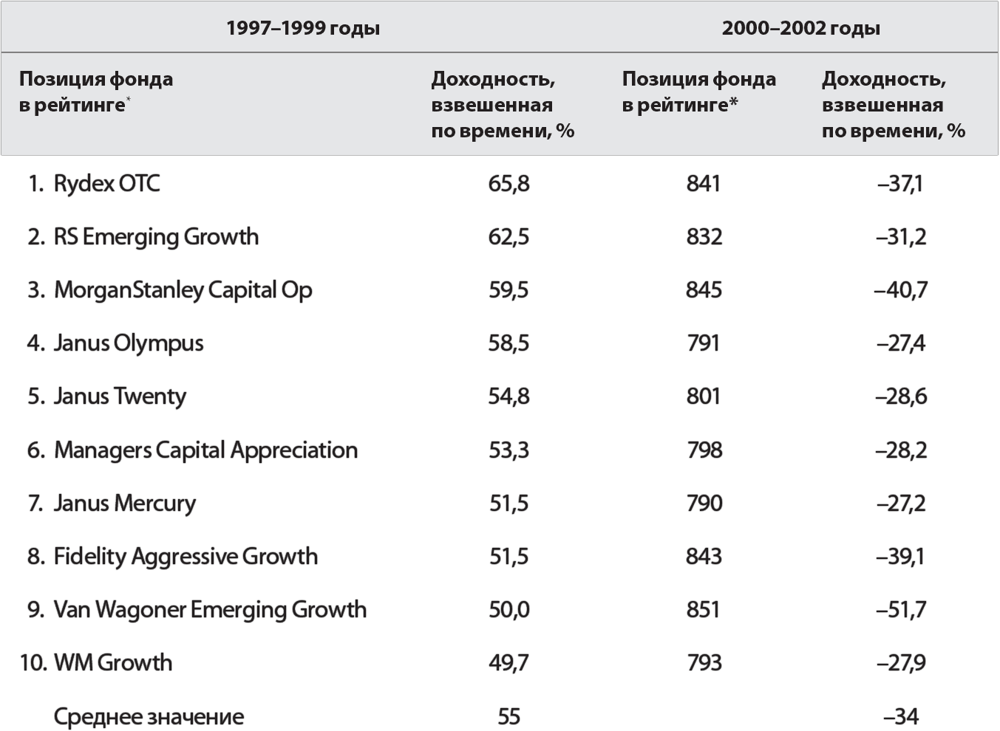 1997–1999 годы 2000–2002 годы
Позиция фонда Доходность, Позиция фонда Доходность,
в рейтинге* взвешенная в рейтинге* взвешенная
по времени, % по времени, %
1. Rydex OTC 65,8 841 –37,1
2. RS Emerging Growth 62,5 832 –31,2
3. MorganStanley Capital Op 59,5 845 –40,7
4. Janus Olympus 58,5 791 –27,4
5. Janus Twenty 54,8 801 –28,6
6. Managers Capital Appreciation 53,3 798 –28,2
7. Janus Mercury 51,5 790 –27,2
8. Fidelity Aggressive Growth 51,5 843 –39,1
9. Van Wagoner Emerging Growth 50,0 851 –51,7
10. WM Growth 49,7 793 –27,9
Среднее значение 55 –34